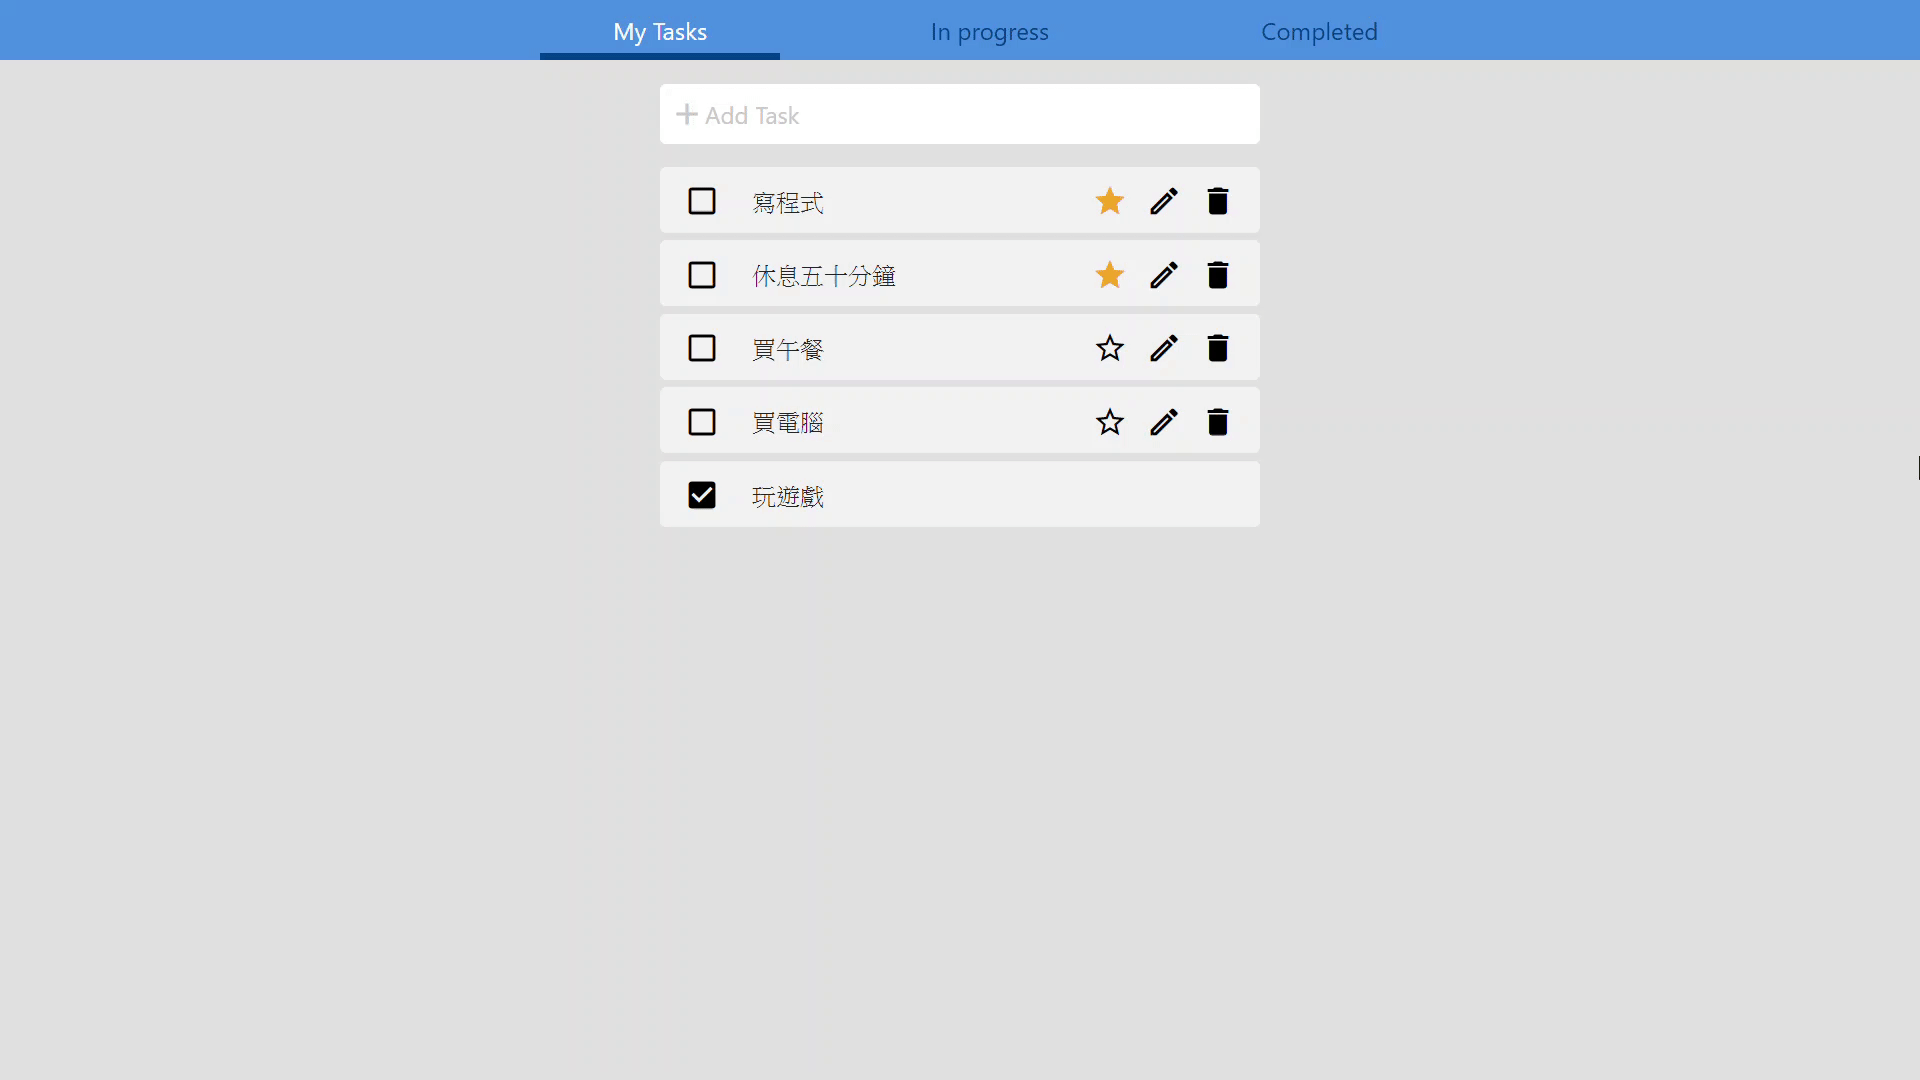 My Tasks In progress Completed
Add Task
寫程式
休息五十分鐘
買午餐
買電腦
玩遊戲